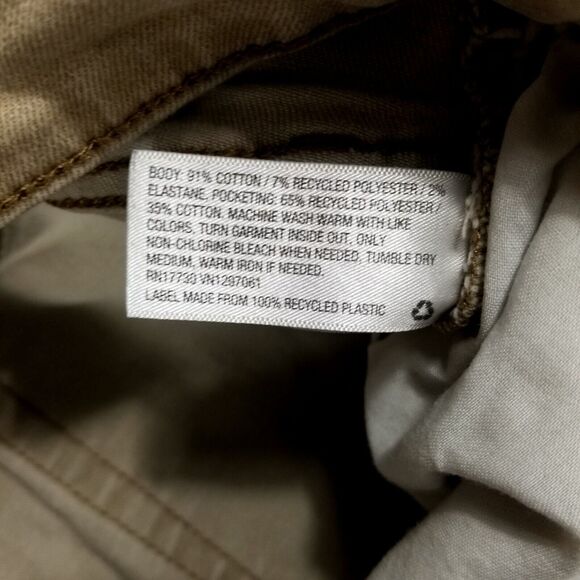 BODY: 91% COTTON / 7% RECYCLED POLYESTER / 2%
ELASTANE. POCKETING: 65% RECYCLED POLYESTER /
35% COTTON. MACHINE WASH WARM WITH LIKE
COLORS, TURN GARMENT INSIDE OUT, ONLY
NON-CHLORINE BLEACH WHEN NEEDED, TUMBLE DRY
MEDIUM, WARM IRON IF NEEDED.
RN17730 VN1297061
LABEL MADE FROM 100% RECYCLED PLASTIC